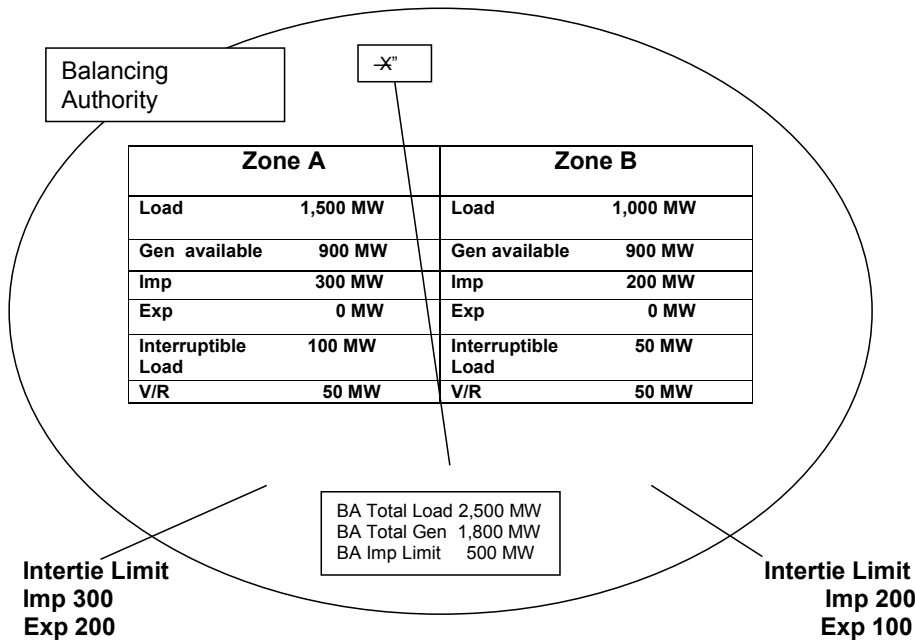 Balancing
Authority
X”
Zone A Zone B
Load 1,500 MW Load 1,000 MW
Gen available 900 MW Gen available 900 MW
Imp 300 MW Imp 200 MW
Exp 0 MW Exp 0 MW
Interruptible 100 MW Interruptible 50 MW
Load Load
V/R 50 MW V/R 50 MW
BA Total Load 2,500 MW
BA Total Gen 1,800 MW
BA Imp Limit 500 MW
Intertie Limit Intertie Limit
Imp 300 Imp 200
Exp 200 Exp 100